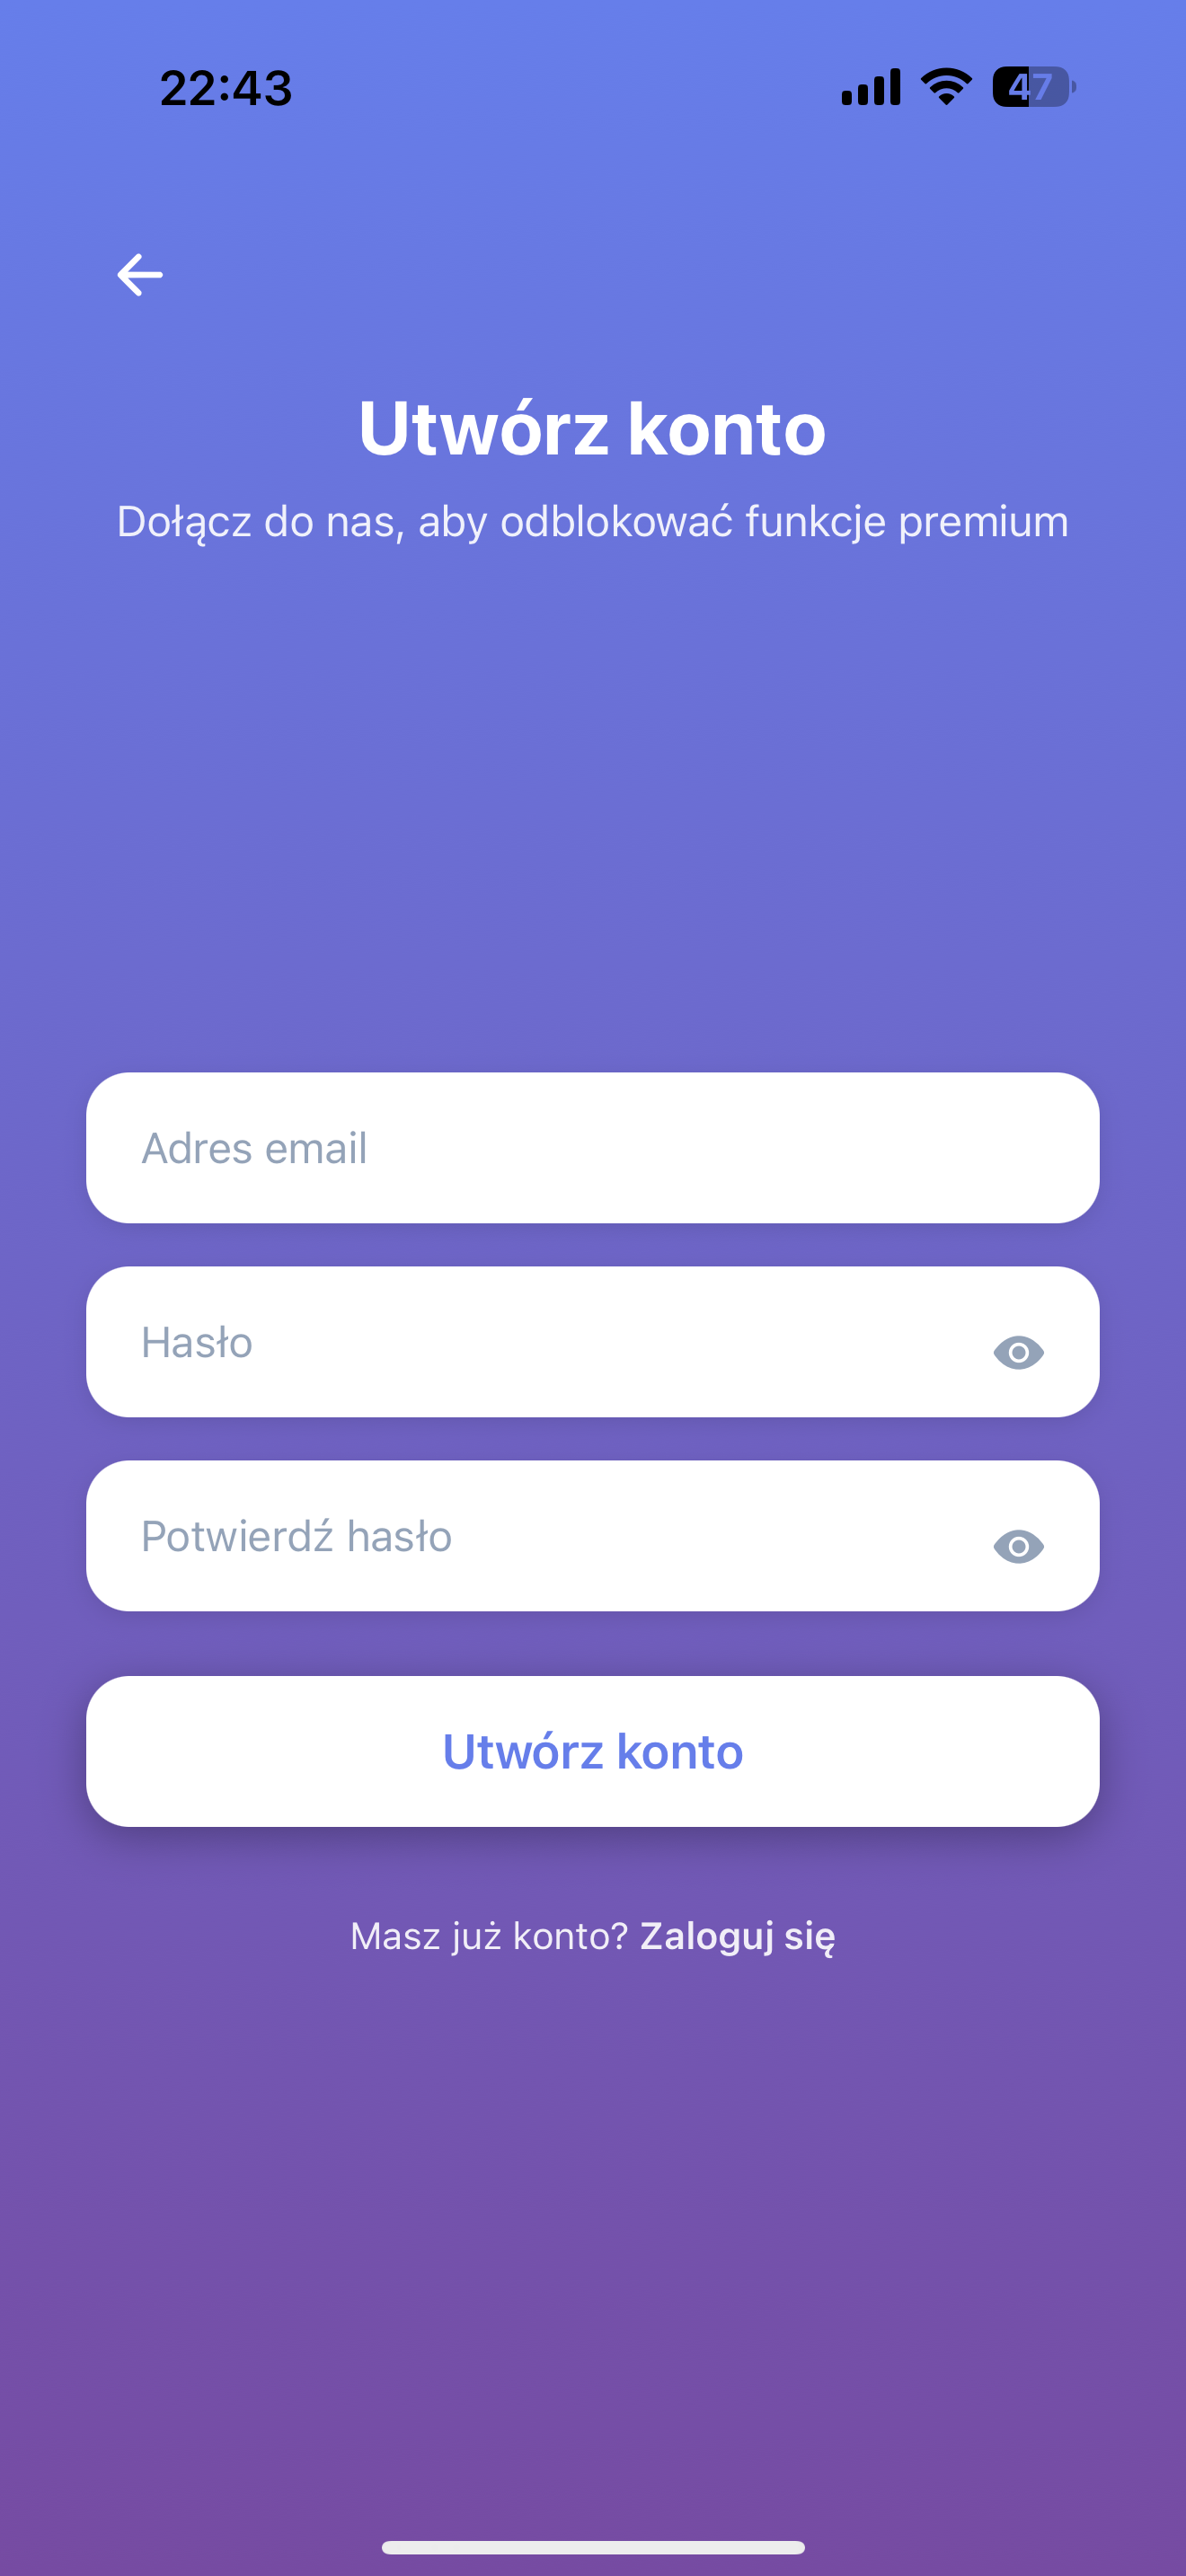 22:43
47
Utwórz konto
Dołącz do nas, aby odblokować funkcje premium
Adres email
Hasło
Potwierdź hasło
Utwórz konto
Masz już konto? Zaloguj się